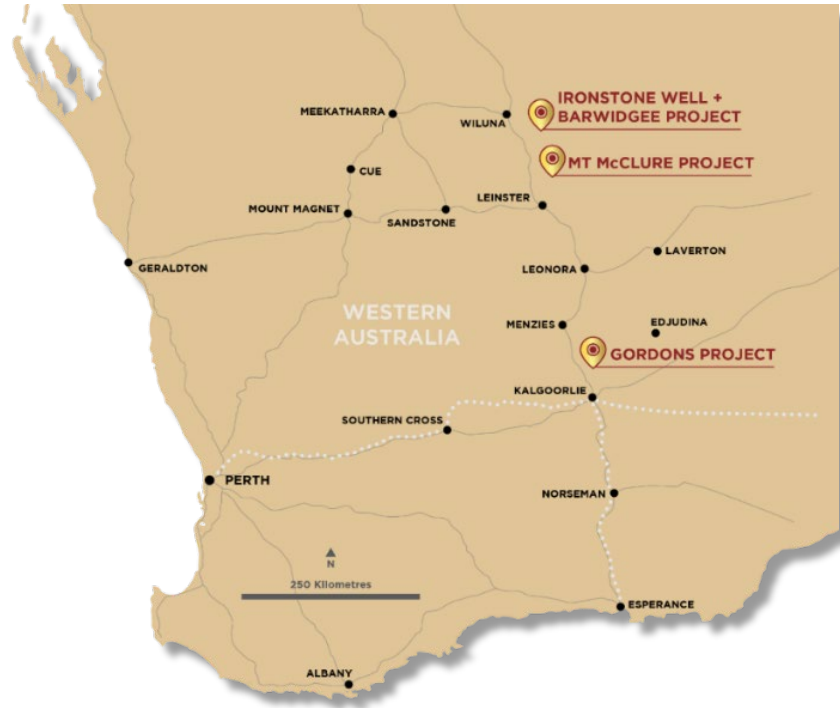 IRONSTONE WELL +
BARWIDGEE PROJECT
MEEKATHARRA
WILUNA
MT McCLURE PROJECT
CUE
LEINSTER
MOUNT MAGNET
SANDSTONE
LAVERTON
GERALDTON
LEONORA
WESTERN
AUSTRALIA
MENZIES
EDJUDINA
GORDONS PROJECT
KALGOORLIE
SOUTHERN CROSS
PERTH
NORSEMAN
N
250 Kilometres
ESPERANCE
ALBANY